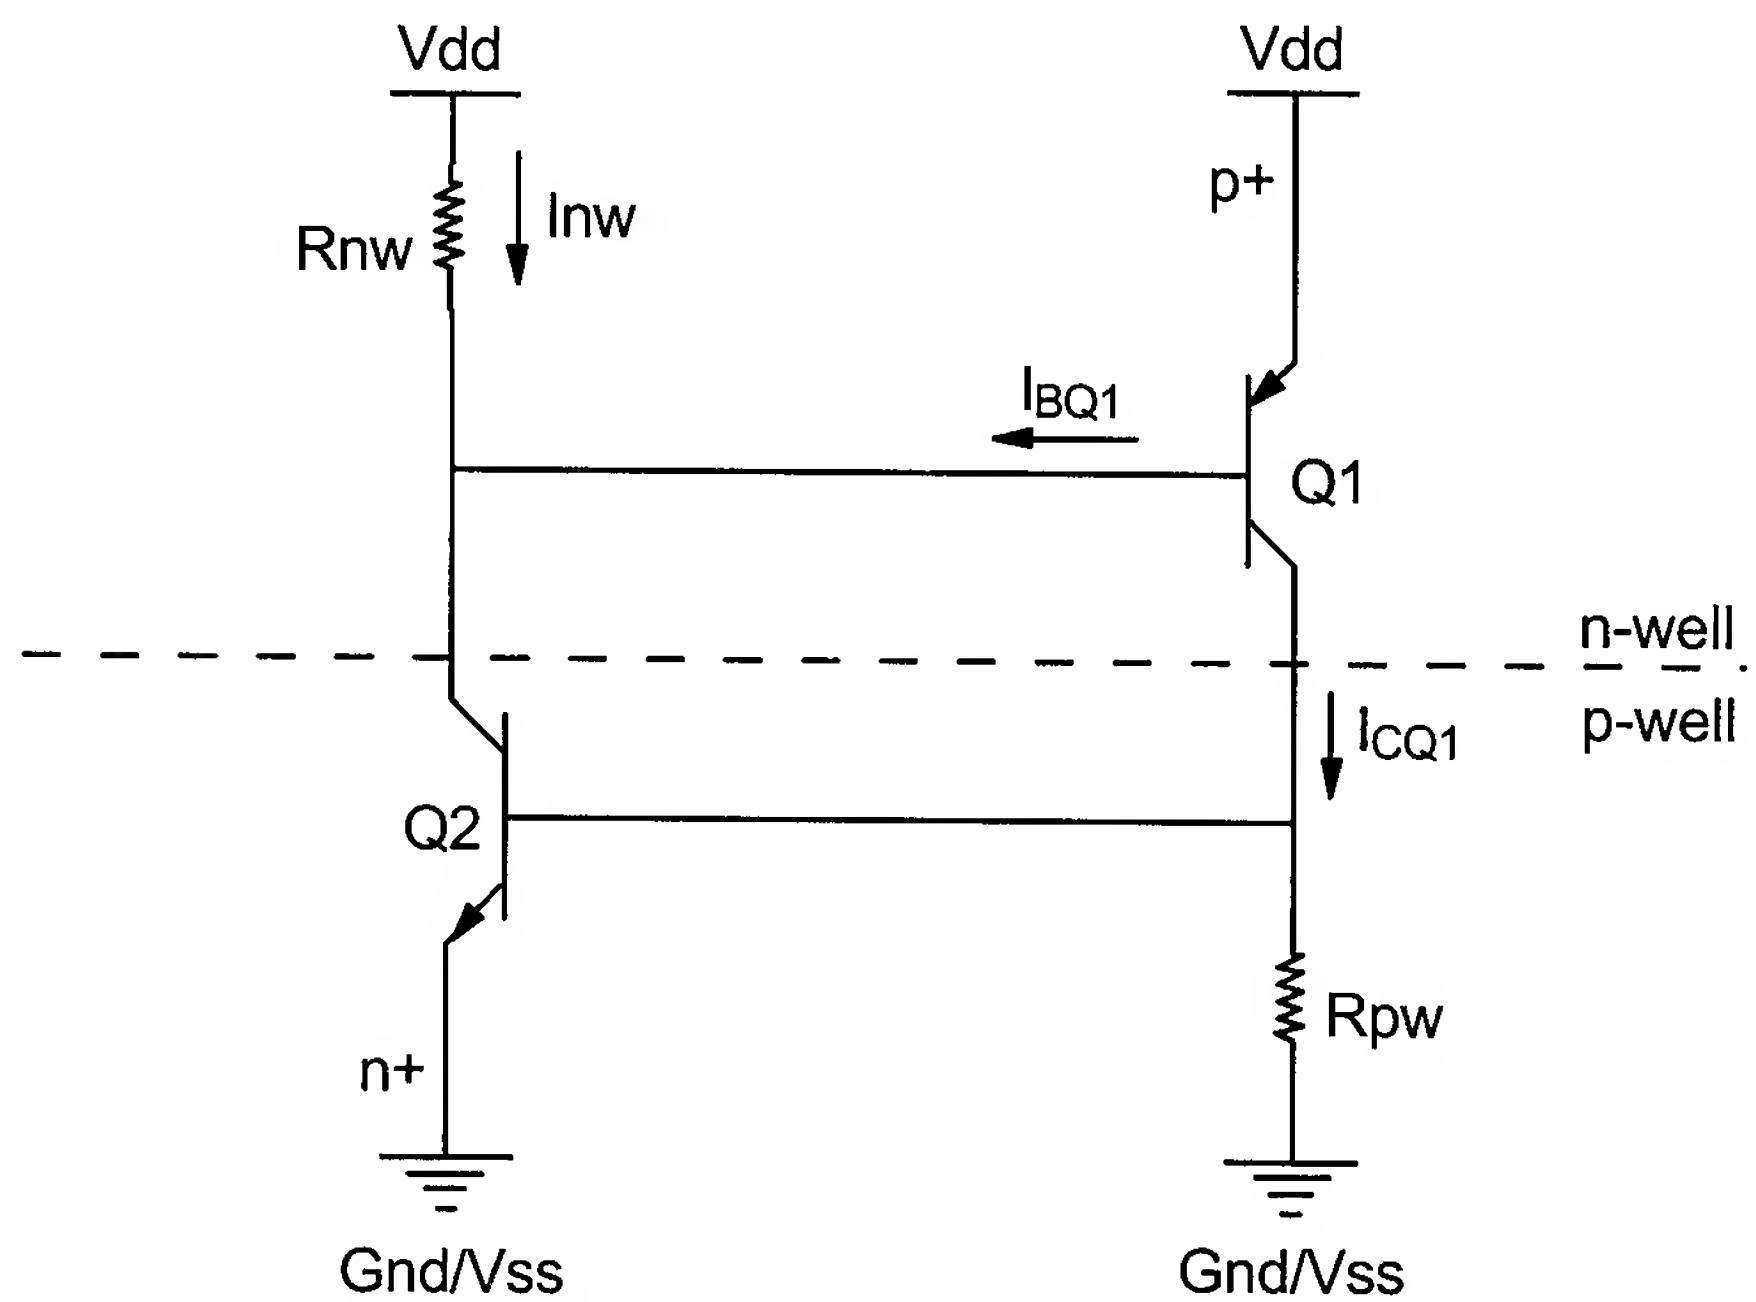 Vdd
Vdd
p+
Inw
Rnw
IBQ1
Q1
n-well
p-well
ICQ1
Q2
Rpw
n+
Gnd/Vss
Gnd/Vss